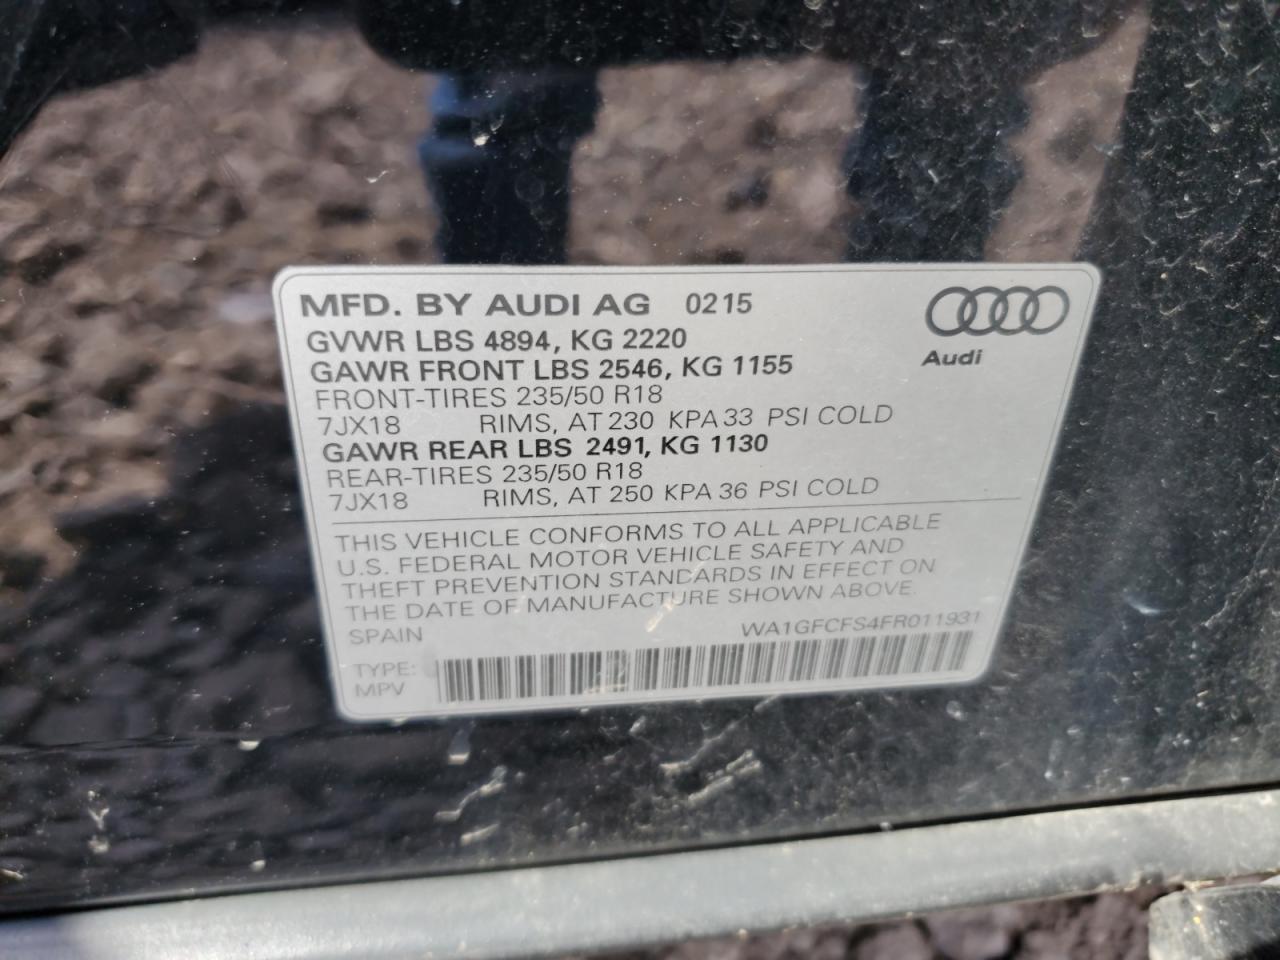 MFD. BY AUDI AG 0215
GVWR LBS 4894, KG 2220
GAWR FRONT LBS 2546, KG 1155
FRONT-TIRES 235/50 R18
7JX18 RIMS, AT 230 KPA 33 PSI COLD
GAWR REAR LBS 2491, KG 1130
REAR-TIRES 235/50 R18
7JX18 RIMS, AT 250 KPA 36 PSI COLD
Audi
THIS VEHICLE CONFORMS TO ALL APPLICABLE
U.S. FEDERAL MOTOR VEHICLE SAFETY AND
THEFT PREVENTION STANDARDS IN EFFECT ON
THE DATE OF MANUFACTURE SHOWN ABOVE.
SPAIN WA1GFCFS4FR011931
TYPE:
MPV